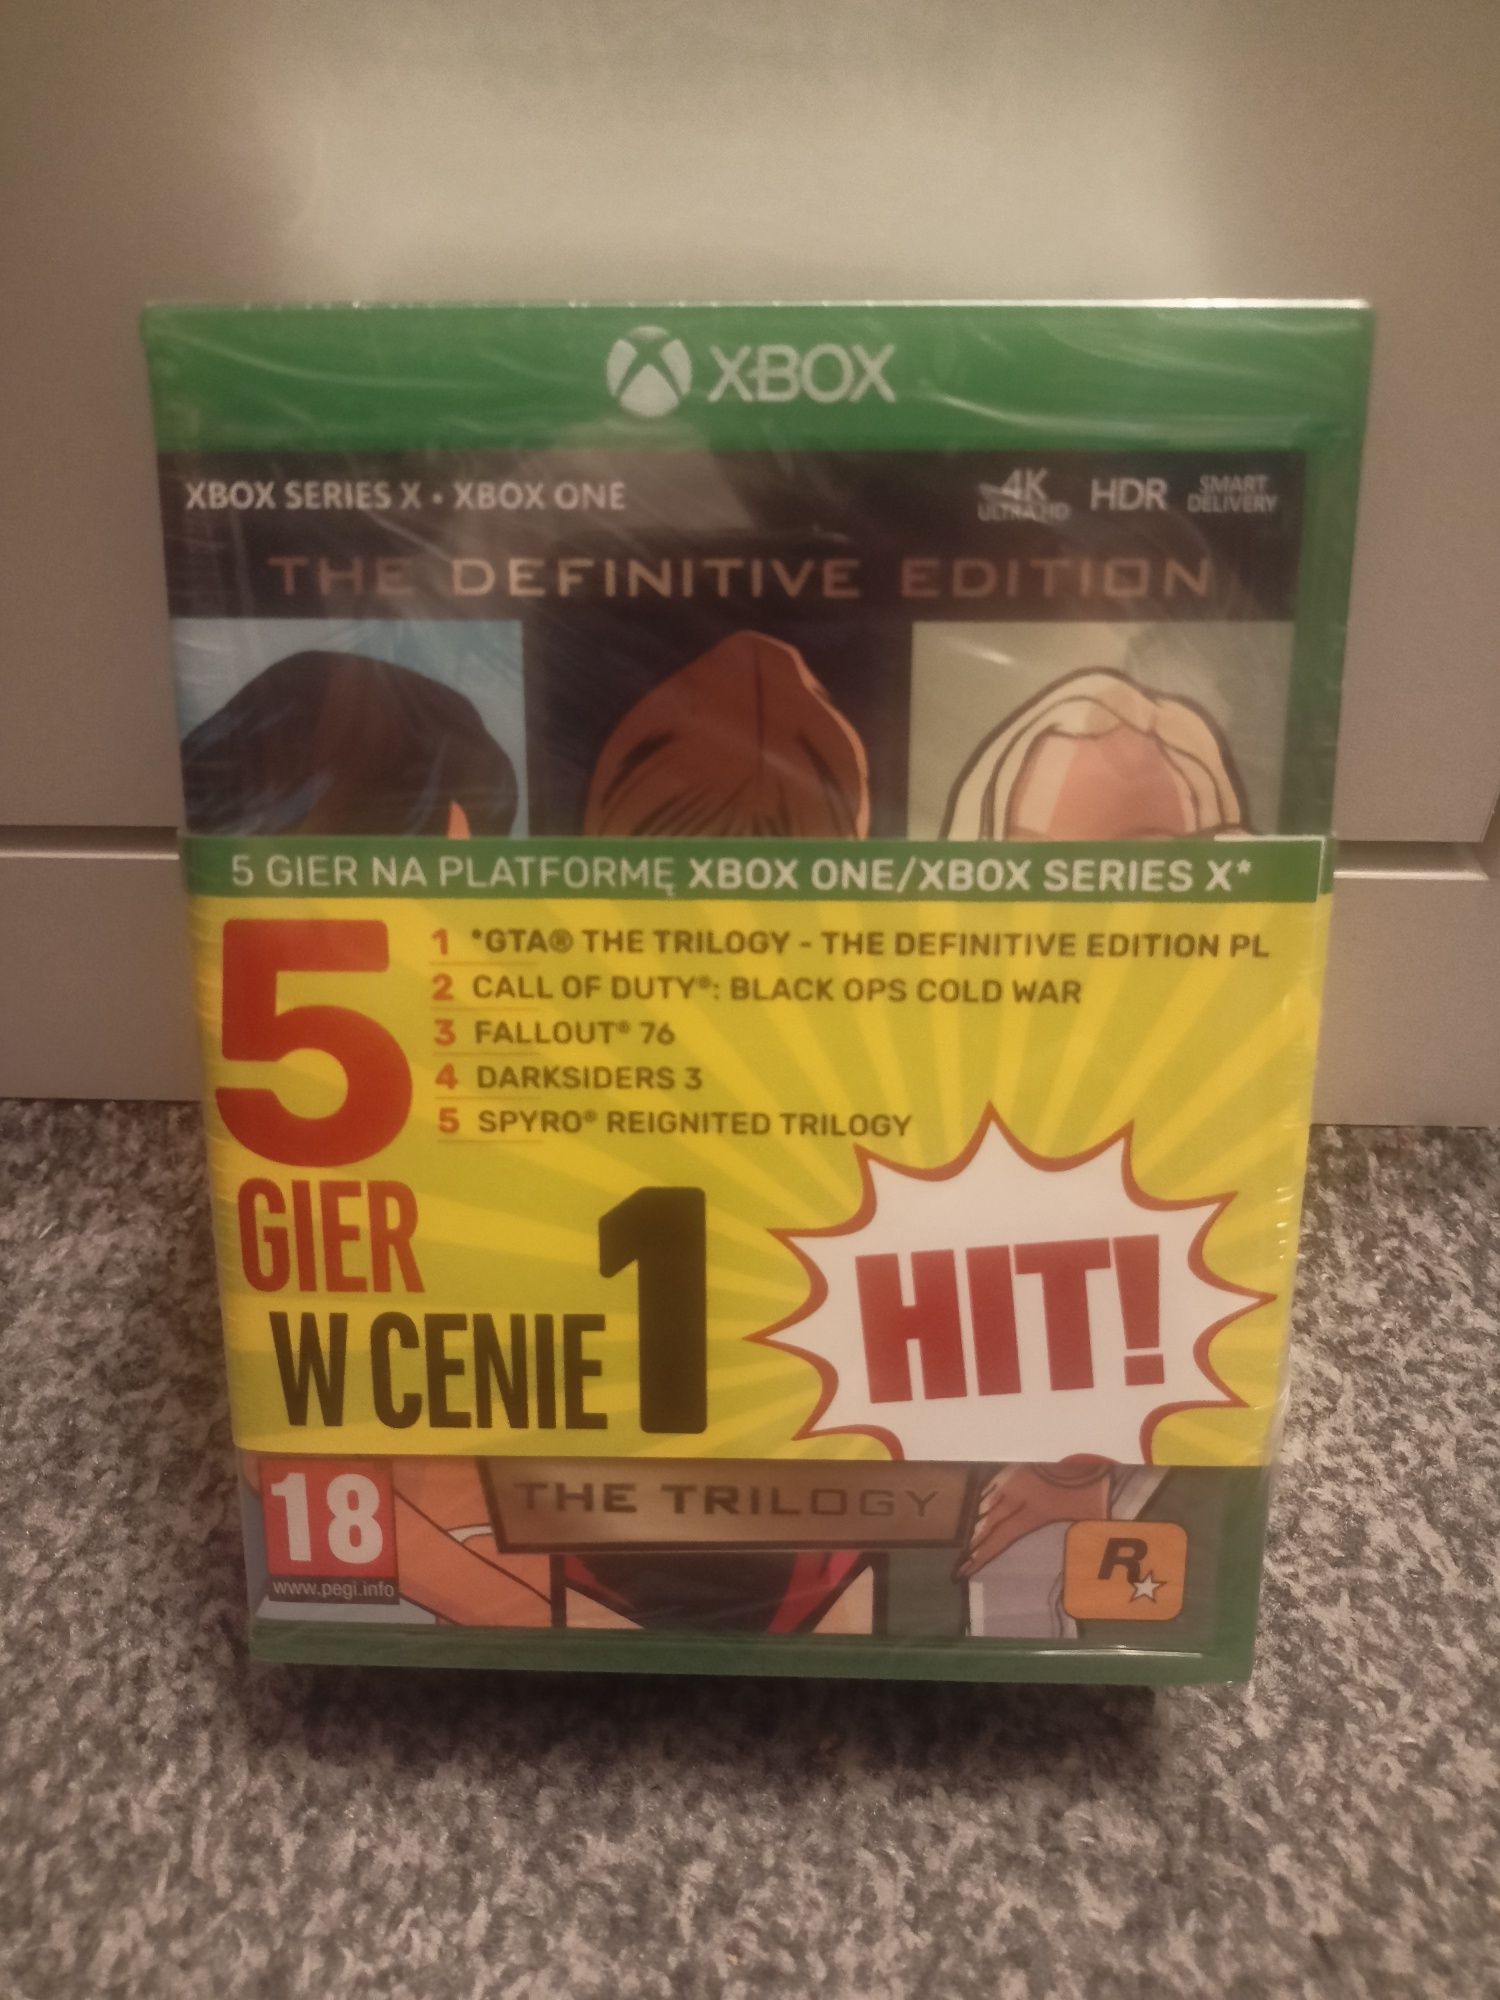 XBOX
XBOX SERIES X • XBOX ONE
4K ULTRA HD HDR SMART DELIVERY
THE DEFINITIVE EDITION
5 GIER NA PLATFORMĘ XBOX ONE/XBOX SERIES X*
1 *GTA® THE TRILOGY - THE DEFINITIVE EDITION PL
2 CALL OF DUTY®: BLACK OPS COLD WAR
3 FALLOUT® 76
4 DARKSIDERS 3
5 SPYRO® REIGNITED TRILOGY
5
GIER
W CENIE 1
HIT!
THE TRILOGY
18
www.pegi.info
R